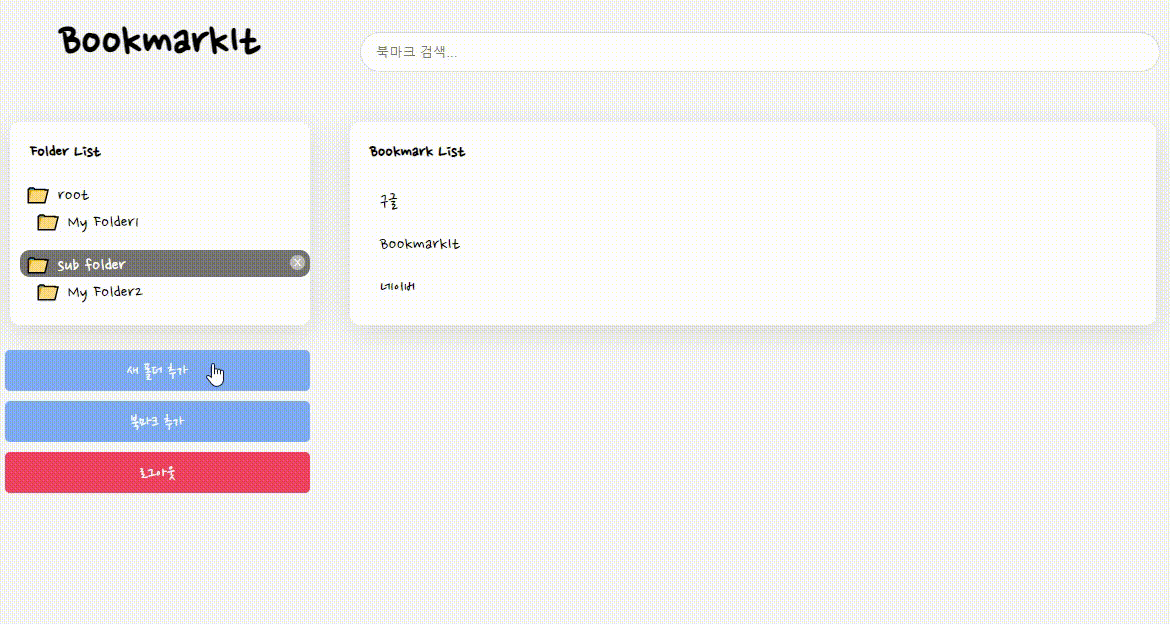 BookmarkIt
북마크 검색...
Folder List
root
My Folder1
sub folder
X
My Folder2
새 폴더 추가
북마크 추가
로그아웃
Bookmark List
구글
BookmarkIt
네이버